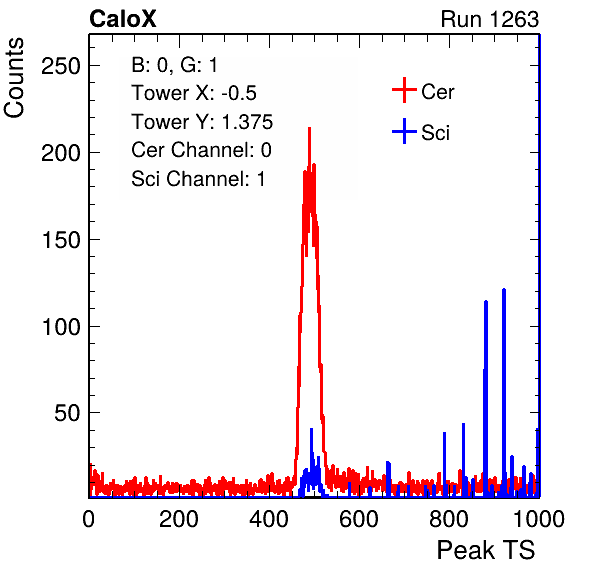 CaloX Run 1263
Counts
250
200
150
100
50
B: 0, G: 1
Tower X: -0.5
Tower Y: 1.375
Cer Channel: 0
Sci Channel: 1
Cer
Sci
0 200 400 600 800 1000
Peak TS